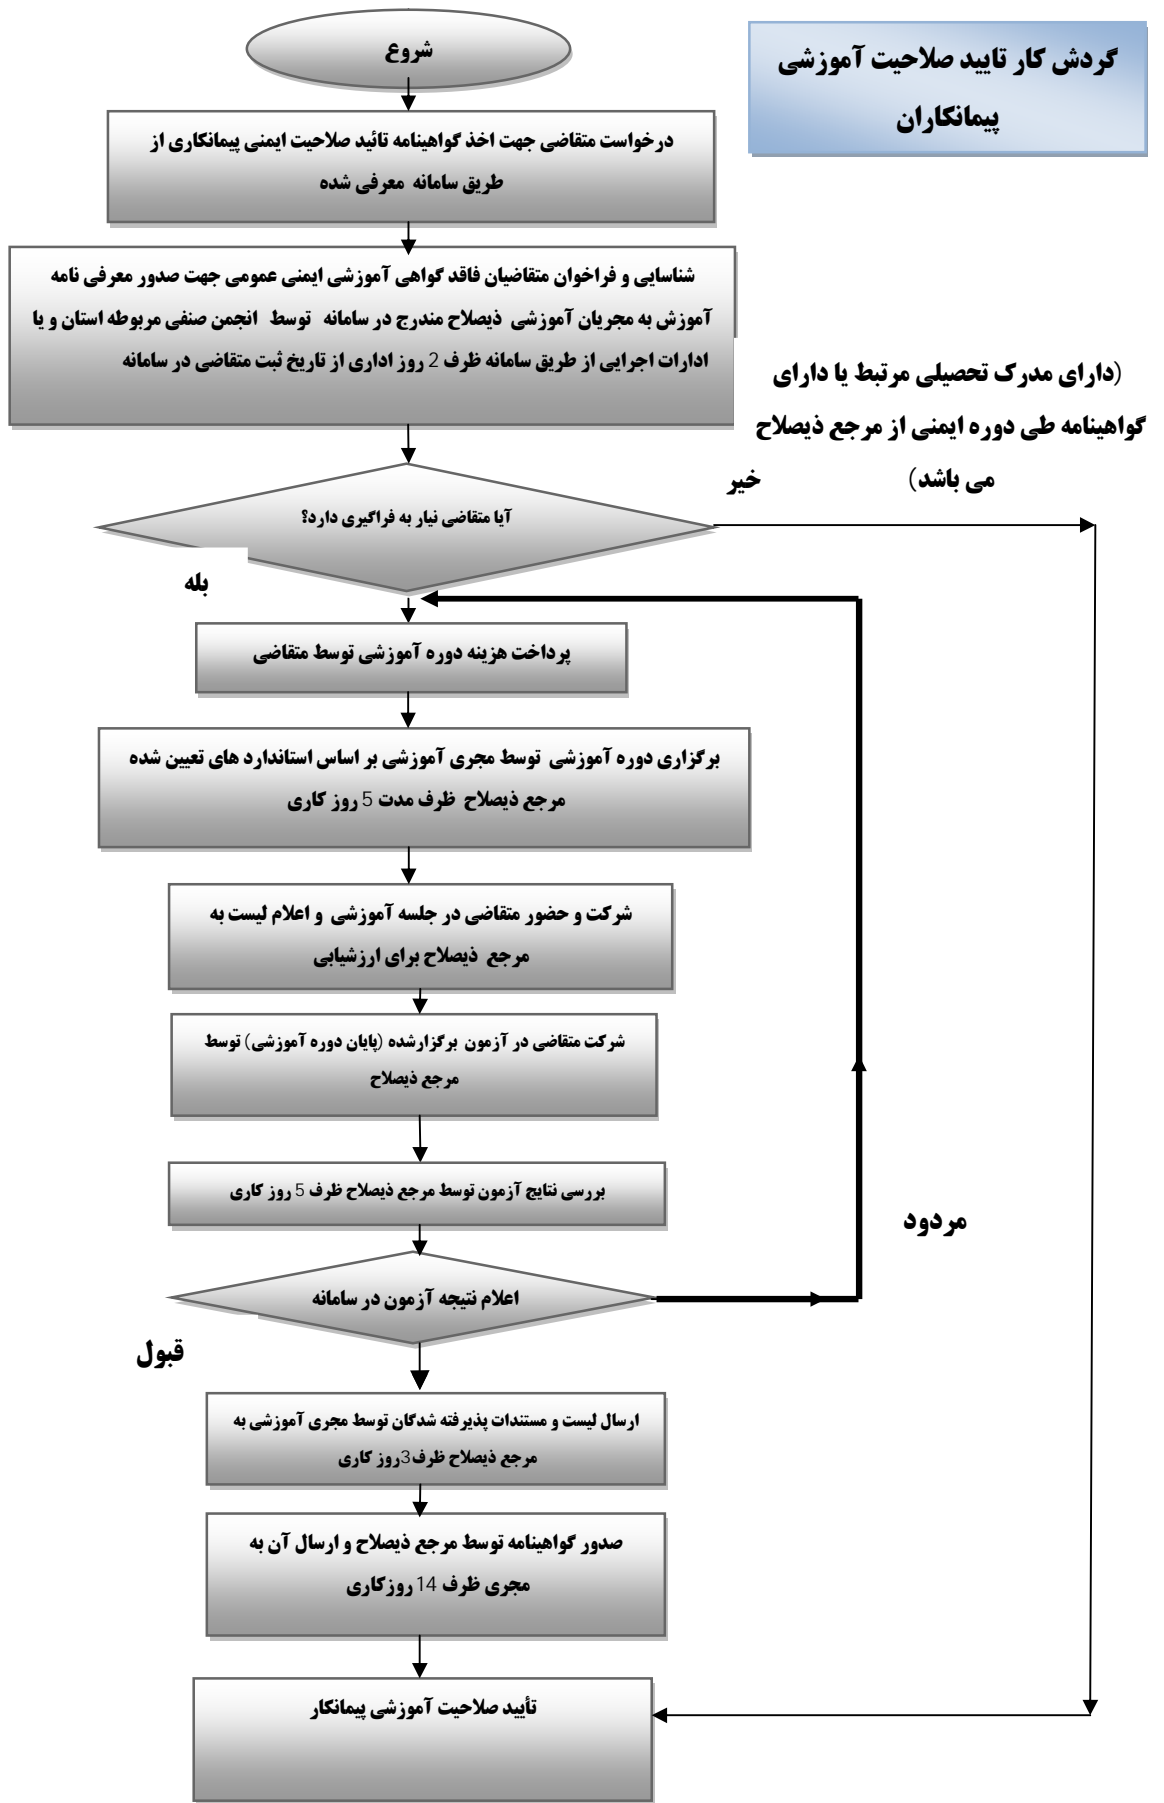 گردش کار تایید صلاحیت آموزشی
پیمانکاران
شروع
درخواست متقاضی جهت اخذ گواهینامه تائید صلاحیت ایمنی پیمانکاری از
طریق سامانه معرفی شده
شناسایی و فراخوان متقاضیان فاقد گواهی آموزشی ایمنی عمومی جهت صدور معرفی نامه
آموزش به مجریان آموزشی ذیصلاح مندرج در سامانه توسط انجمن صنفی مربوطه استان و یا
ادارات اجرایی از طریق سامانه ظرف 2 روز اداری از تاریخ ثبت متقاضی در سامانه
(دارای مدرک تحصیلی مرتبط یا دارای
گواهینامه طی دوره ایمنی از مرجع ذیصلاح
می باشد)
خیر
آیا متقاضی نیار به فراگیری دارد؟
بله
پرداخت هزینه دوره آموزشی توسط متقاضی
برگزاری دوره آموزشی توسط مجری آموزشی بر اساس استاندارد های تعیین شده
مرجع ذیصلاح ظرف مدت 5 روز کاری
شرکت و حضور متقاضی در جلسه آموزشی و اعلام لیست به
مرجع ذیصلاح برای ارزشیابی
شرکت متقاضی در آزمون برگزارشده (پایان دوره آموزشی) توسط
مرجع ذیصلاح
بررسی نتایج آزمون توسط مرجع ذیصلاح ظرف 5 روز کاری
مردود
اعلام نتیجه آزمون در سامانه
قبول
ارسال لیست و مستندات پذیرفته شدگان توسط مجری آموزشی به
مرجع ذیصلاح ظرف3روز کاری
صدور گواهینامه توسط مرجع ذیصلاح و ارسال آن به
مجری ظرف 14 روزکاری
تأیید صلاحیت آموزشی پیمانکار